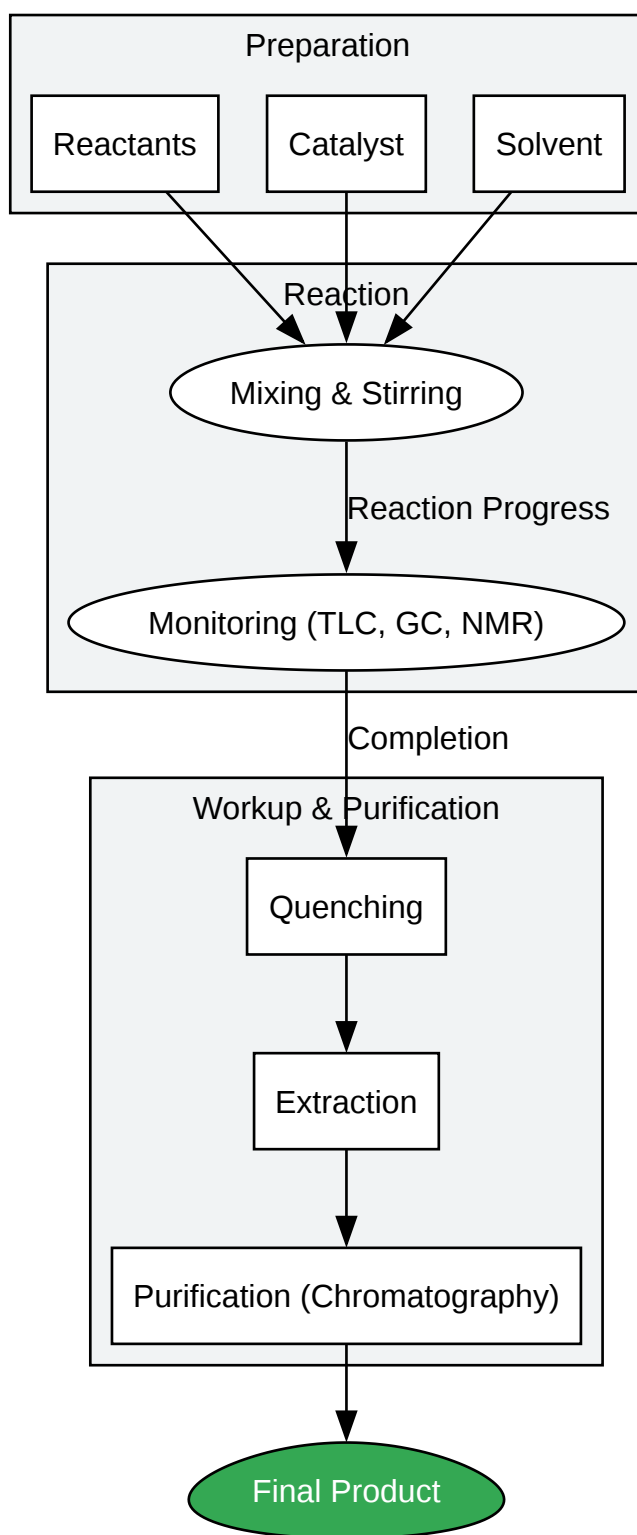 Preparation
Reactants
Catalyst
Solvent
Reaction
Mixing & Stirring
Reaction Progress
Monitoring (TLC, GC, NMR)
Completion
Workup & Purification
Quenching
Extraction
Purification (Chromatography)
Final Product